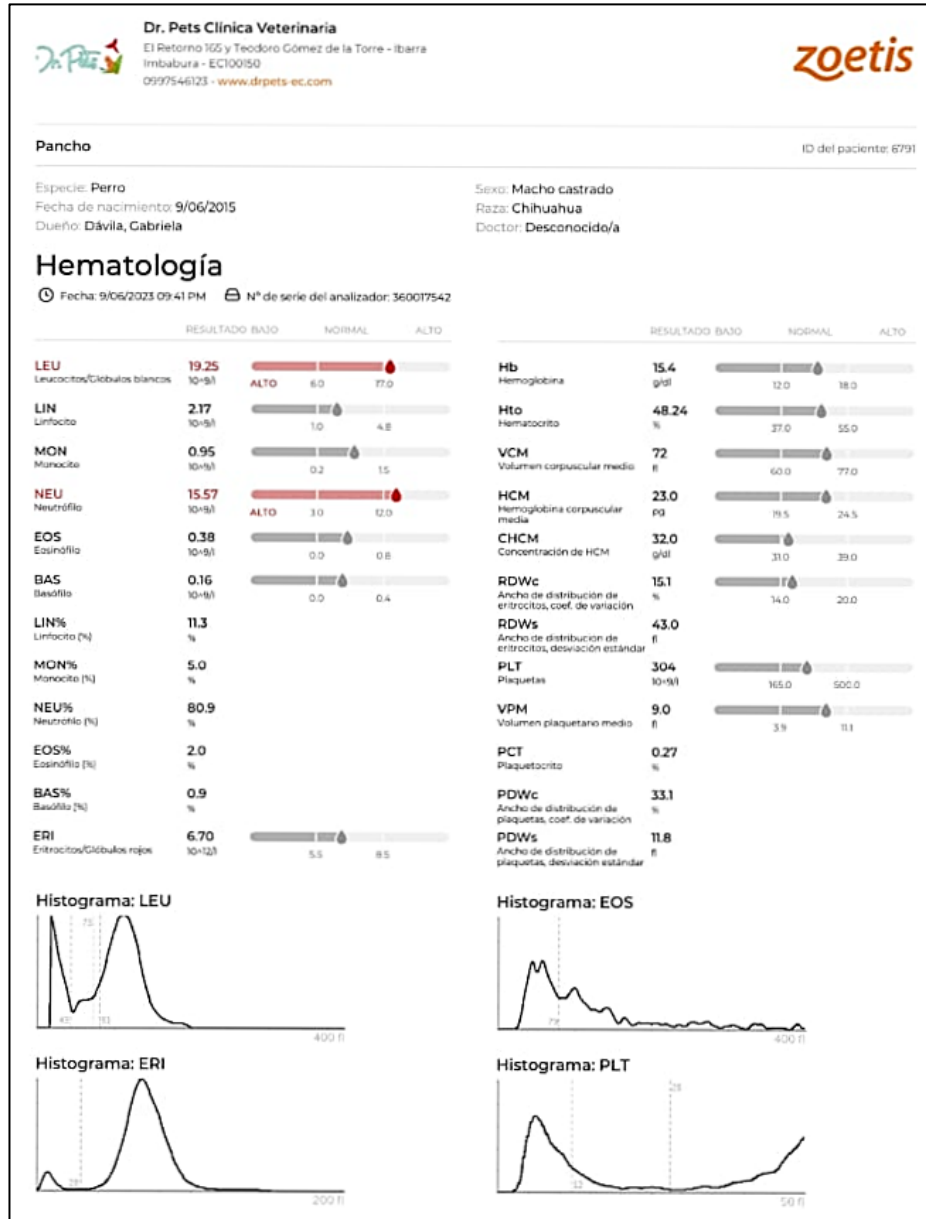 Dr. Pets
Dr. Pets Clínica Veterinaria
El Retorno 165 y Teodoro Gómez de la Torre - Ibarra
Imbabura - EC100150
0997546123 - www.drpets-ec.com
zoetis
Pancho
ID del paciente: 6791
Especie: Perro
Fecha de nacimiento: 9/06/2015
Dueño: Dávila, Gabriela
Sexo: Macho castrado
Raza: Chihuahua
Doctor: Desconocido/a
Hematología
Fecha: 9/06/2023 09:41 PM Nº de serie del analizador: 360017542
RESULTADO BAJO NORMAL ALTO
LEU 19.25
Leucocitos/Glóbulos blancos 10^9/l ALTO 6.0 17.0
LIN 2.17
Linfocito 10^9/l 1.0 4.8
MON 0.95
Monocito 10^9/l 0.2 1.5
NEU 15.57
Neutrófilo 10^9/l ALTO 3.0 12.0
EOS 0.38
Eosinófilo 10^9/l 0.0 0.8
BAS 0.16
Basófilo 10^9/l 0.0 0.4
LIN% 11.3
Linfocito (%) %
MON% 5.0
Monocito (%) %
NEU% 80.9
Neutrófilo (%) %
EOS% 2.0
Eosinófilo (%) %
BAS% 0.9
Basófilo (%) %
ERI 6.70
Eritrocitos/Glóbulos rojos 10^12/l 5.5 8.5
RESULTADO BAJO NORMAL ALTO
Hb 15.4
Hemoglobina g/dl 12.0 18.0
Hto 48.24
Hematocrito % 37.0 55.0
VCM 72
Volumen corpuscular medio fl 60.0 77.0
HCM 23.0
Hemoglobina corpuscular pg 19.5 24.5
media
CHCM 32.0
Concentración de HCM g/dl 31.0 39.0
RDWc 15.1
Ancho de distribución de % 14.0 20.0
eritrocitos, coef. de variación
RDWs 43.0
Ancho de distribución de fl
eritrocitos, desviación estándar
PLT 304
Plaquetas 10^9/l 165.0 500.0
VPM 9.0
Volumen plaquetario medio fl 3.9 11.1
PCT 0.27
Plaquetocrito %
PDWc 33.1
Ancho de distribución de %
plaquetas, coef. de variación
PDWs 11.8
Ancho de distribución de fl
plaquetas, desviación estándar
Histograma: LEU
400 fl
Histograma: EOS
400 fl
Histograma: ERI
200 fl
Histograma: PLT
50 fl